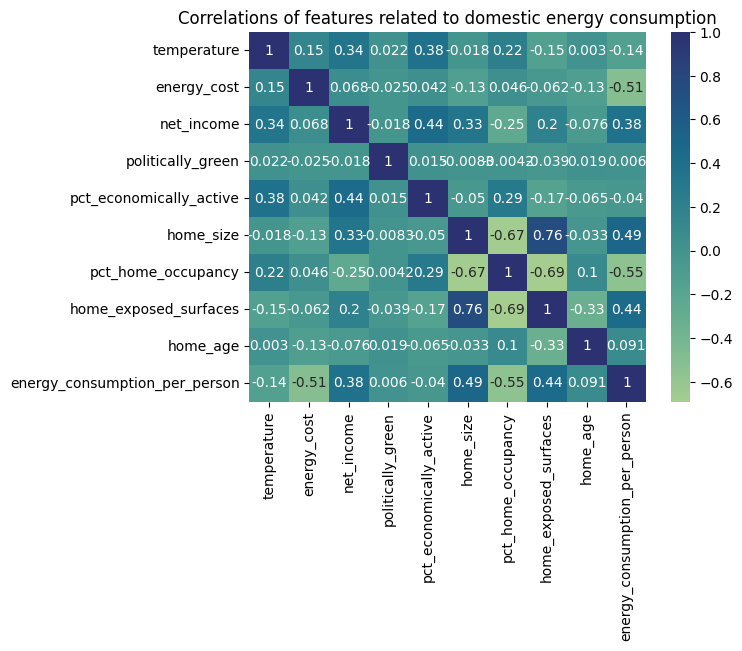 Correlations of features related to domestic energy consumption
temperature 1 0.15 0.34 0.022 0.38 -0.018 0.22 -0.15 0.003 -0.14
energy_cost 0.15 1 0.068 -0.025 0.042 -0.13 0.046 -0.062 -0.13 -0.51
net_income 0.34 0.068 1 -0.018 0.44 0.33 -0.25 0.2 -0.076 0.38
politically_green 0.022 -0.025 -0.018 1 0.015 -0.0083 -0.0042 -0.039 0.019 0.006
pct_economically_active 0.38 0.042 0.44 0.015 1 -0.05 0.29 -0.17 -0.065 -0.04
home_size -0.018 -0.13 0.33 -0.0083 -0.05 1 -0.67 0.76 -0.033 0.49
pct_home_occupancy 0.22 0.046 -0.25 -0.0042 0.29 -0.67 1 -0.69 0.1 -0.55
home_exposed_surfaces -0.15 -0.062 0.2 -0.039 -0.17 0.76 -0.69 1 -0.33 0.44
home_age 0.003 -0.13 -0.076 0.019 -0.065 -0.033 0.1 -0.33 1 0.091
energy_consumption_per_person -0.14 -0.51 0.38 0.006 -0.04 0.49 -0.55 0.44 0.091 1
temperature
energy_cost
net_income
politically_green
pct_economically_active
home_size
pct_home_occupancy
home_exposed_surfaces
home_age
energy_consumption_per_person
1.0
0.8
0.6
0.4
0.2
0.0
−0.2
−0.4
−0.6